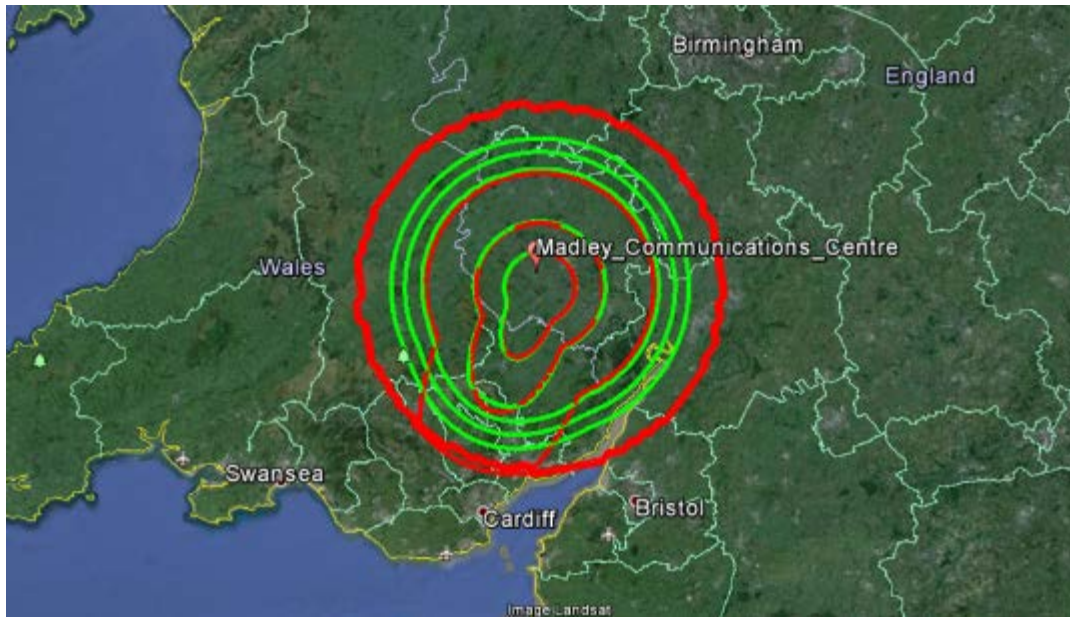 Birmingham
England
Madley_Communications_Centre
Wales
Swansea
Cardiff
Bristol
Image Landsat